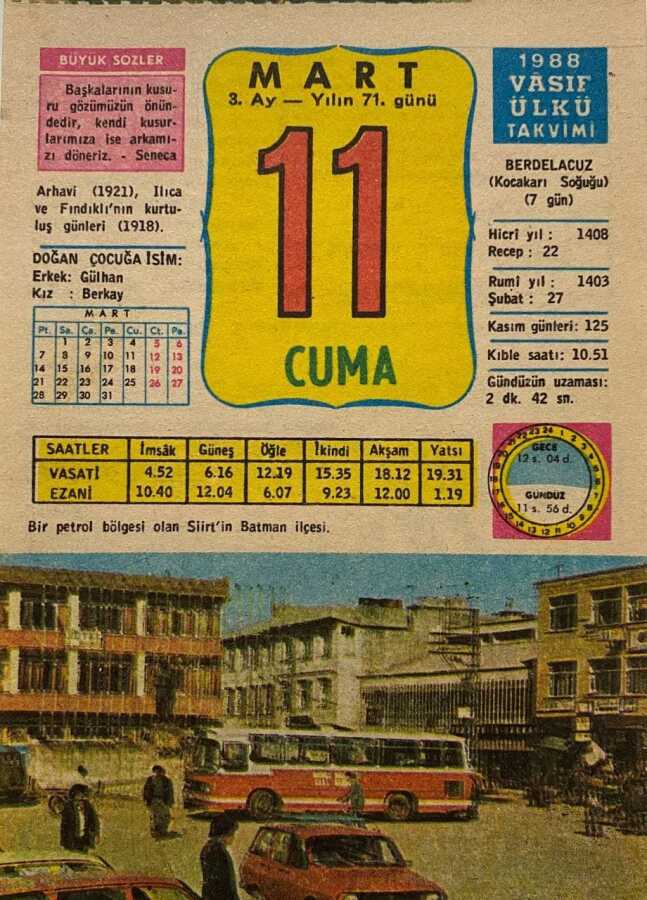 BÜYÜK SÖZLER
Başkalarının kusu-
ru gözümüzün önün-
dedir, kendi kusur-
larımıza ise arkamı-
zı döneriz. - Seneca
Arhavi (1921), Ilıca
ve Fındıklı'nın kurtu-
luş günleri (1918).
DOĞAN ÇOCUĞA İSİM:
Erkek: Gülhan
Kız : Berkay
MART
Pt. Sa. Ça. Pe. Cu. Ct. Pa.
1 2 3 4 5 6
7 8 9 10 11 12 13
14 15 16 17 18 19 20
21 22 23 24 25 26 27
28 29 30 31
MART
3. Ay — Yılın 71. günü
11
CUMA
1988
VÂSIF
ÜLKÜ
TAKVİMİ
BERDELACUZ
(Kocakarı Soğuğu)
(7 gün)
Hicrî yıl : 1408
Recep : 22
Rumî yıl : 1403
Şubat : 27
Kasım günleri: 125
Kıble saati: 10.51
Gündüzün uzaması:
2 dk. 42 sn.
SAATLER İmsâk Güneş Öğle İkindi Akşam Yatsı
VASATİ 4.52 6.16 12.19 15.35 18.12 19.31
EZANİ 10.40 12.04 6.07 9.23 12.00 1.19
GECE
12 s. 04 d.
GÜNDÜZ
11 s. 56 d.
Bir petrol bölgesi olan Siirt'in Batman ilçesi.